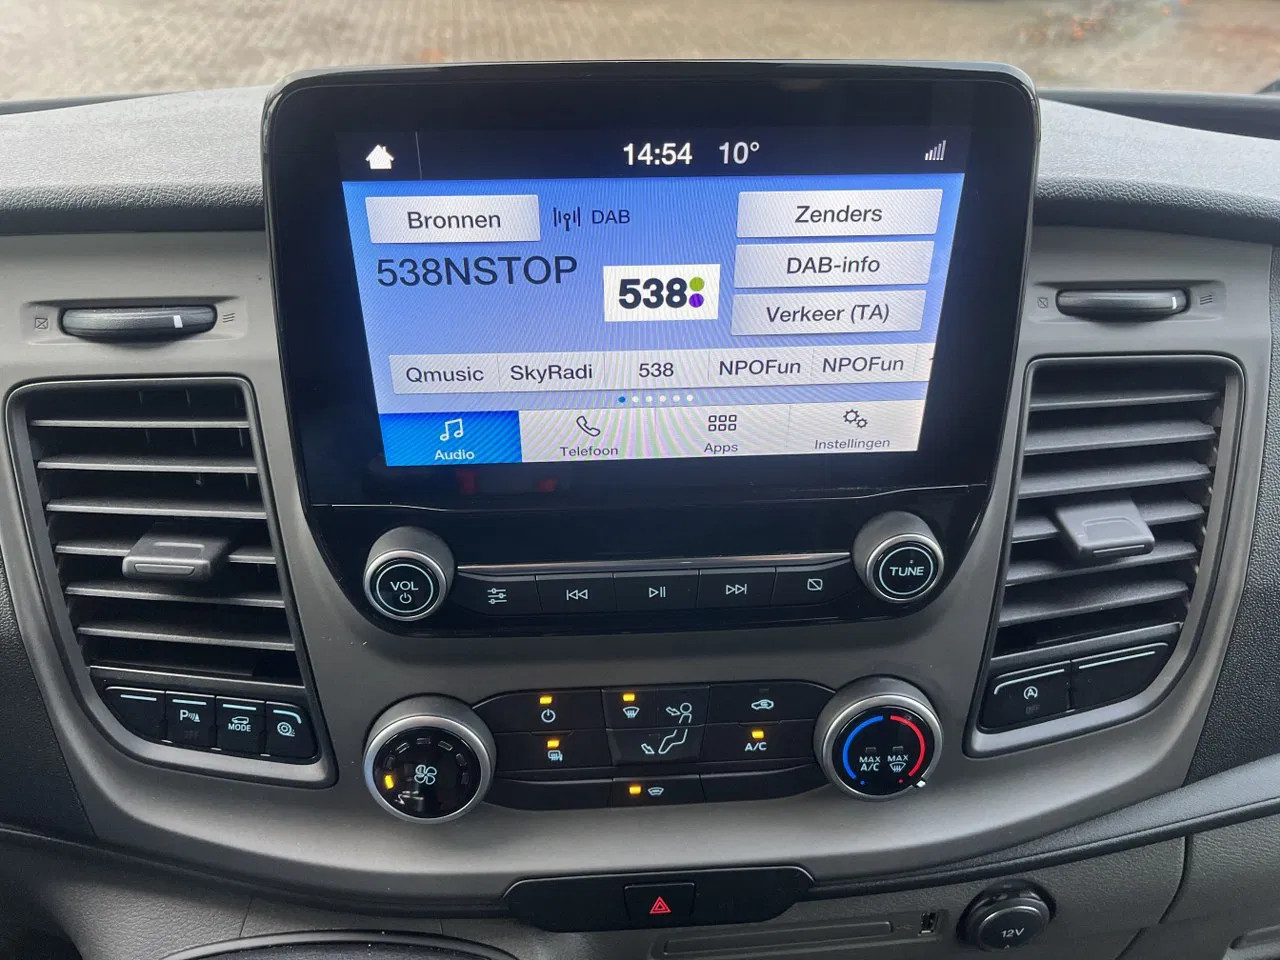 14:54 10°
Bronnen DAB Zenders
538NSTOP 538 DAB-info
Verkeer (TA)
Qmusic SkyRadi 538 NPOFun NPOFun
Audio Telefoon Apps Instellingen
VOL TUNE
P MODE A
A/C
MAX A/C MAX
12V